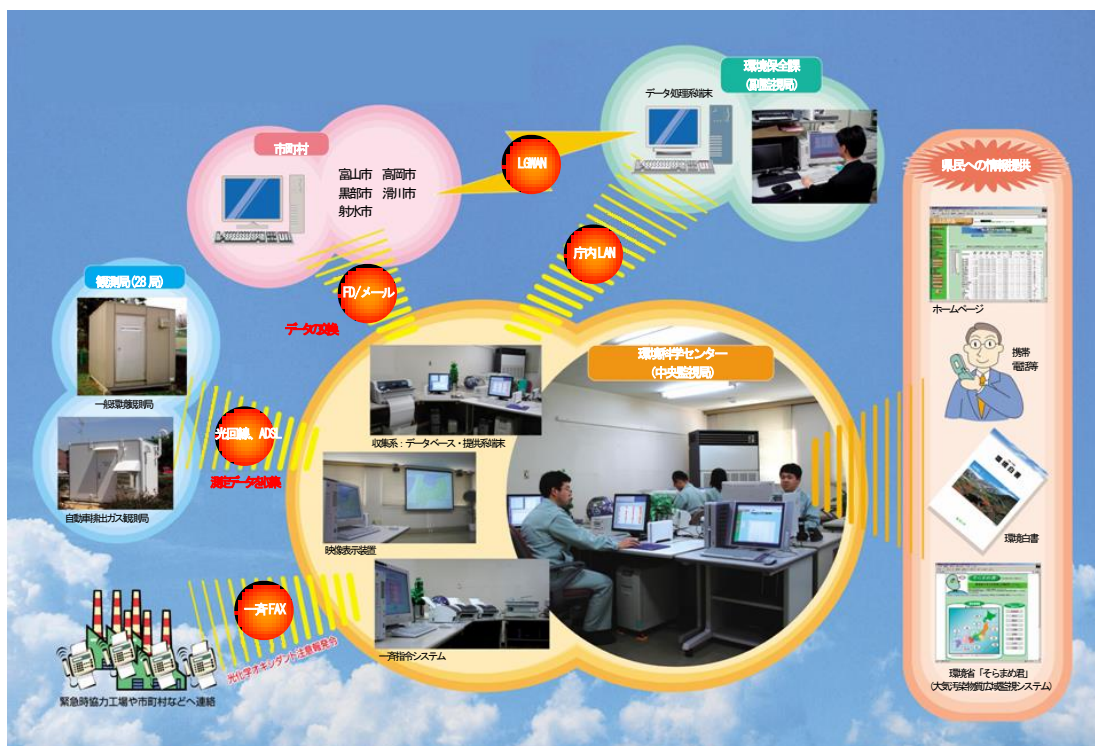 環境保全課
(副監視局)
データ処理系端末
市町村
富山市 高岡市
黒部市 滑川市
射水市
LGWAN
県民への情報提供
庁内LAN
観測局(28局)
FD/メール
データの交換
ホームページ
環境科学センター
(中央監視局)
携帯
電話等
一般環境観測局
光回線、ADSL
収集系：データベース・提供系端末
測定データを収集
環境白書
自動車排出ガス観測局
環境白書
映像表示装置
一斉FAX
光化学オキシダント注意報発令
一斉指令システム
緊急時協力工場や市町村などへ連絡
環境省「そらまめ君」
(大気汚染物質広域監視システム)